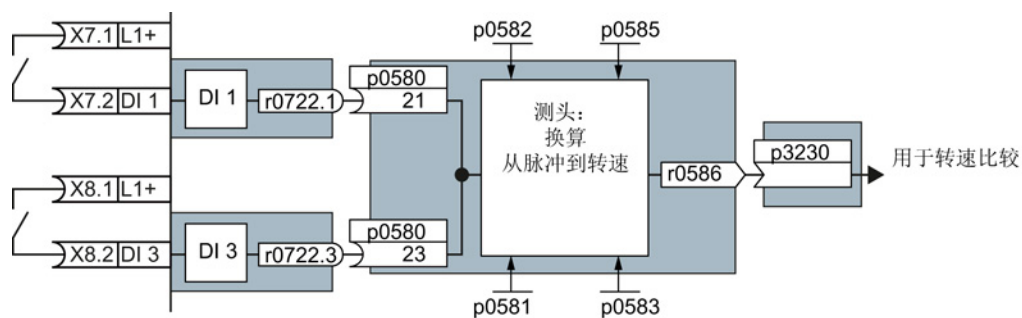 X7.1 L1+
X7.2 DI 1
DI 1
r0722.1
p0580
21
X8.1 L1+
X8.2 DI 3
DI 3
r0722.3
p0580
23
p0582
p0585
测头：
换算
从脉冲到转速
p0581
p0583
r0586
p3230
用于转速比较